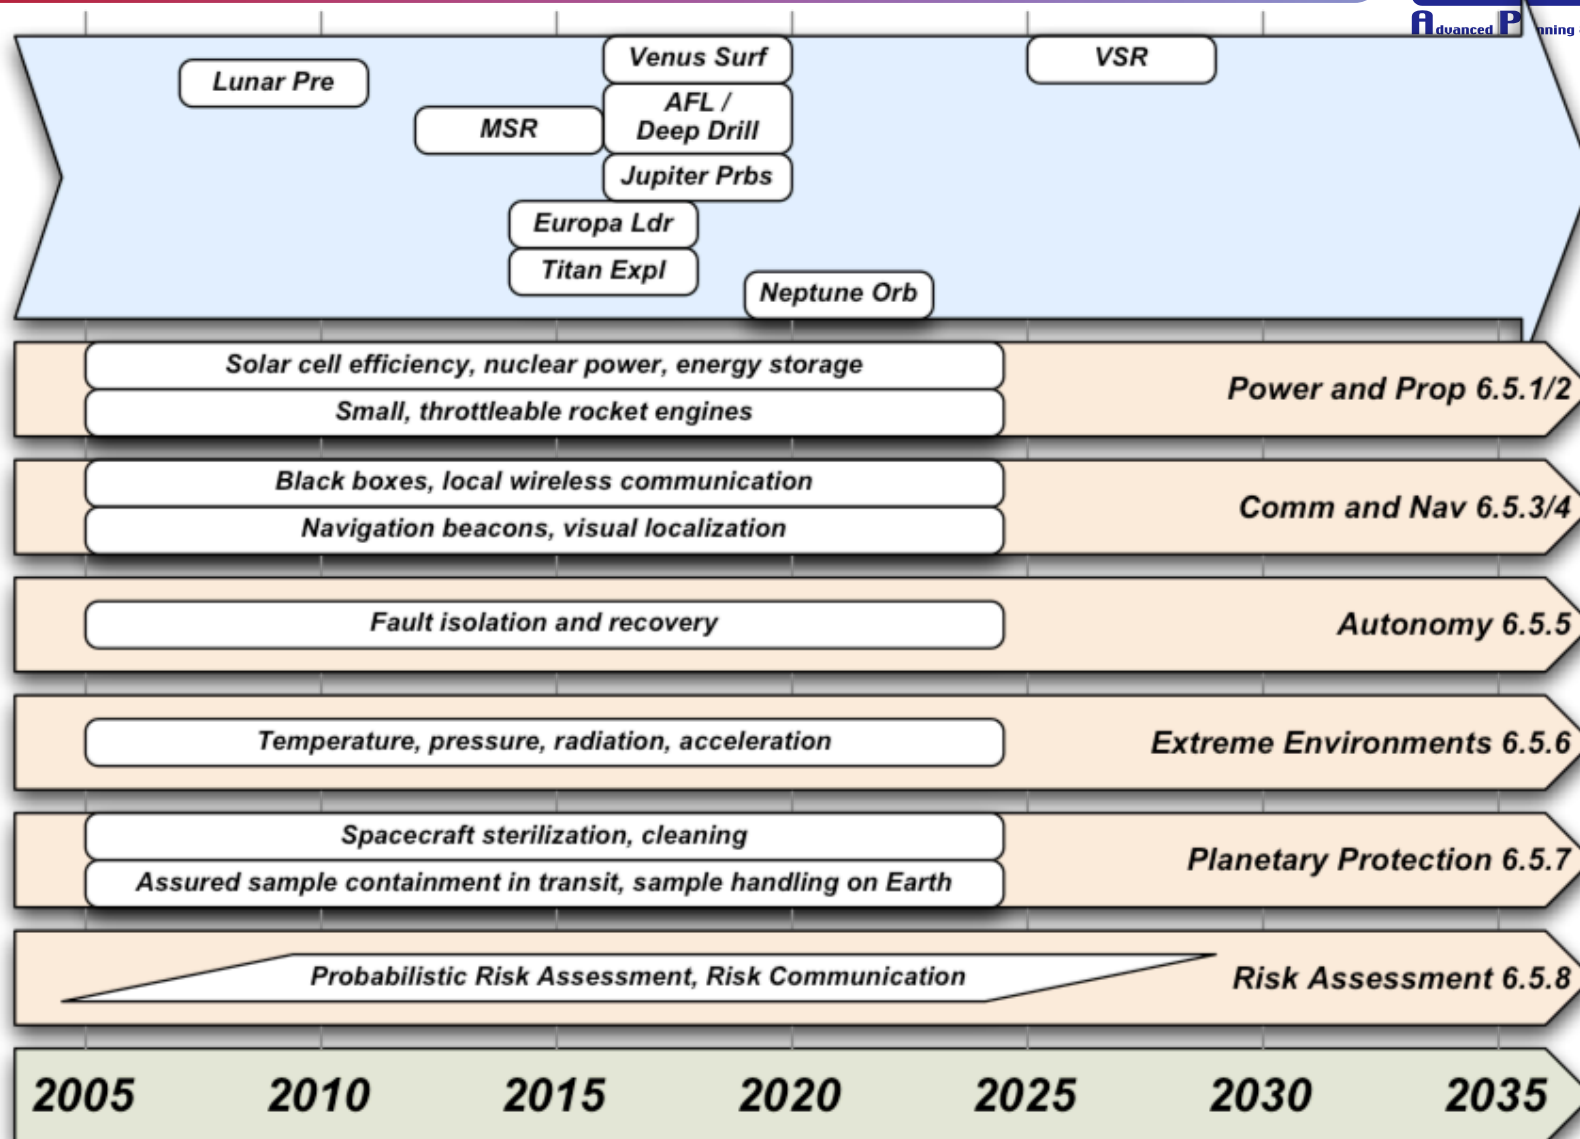 Advanced Planning
Venus Surf
VSR
Lunar Pre
AFL /
Deep Drill
MSR
Jupiter Prbs
Europa Ldr
Titan Expl
Neptune Orb
Solar cell efficiency, nuclear power, energy storage
Small, throttleable rocket engines
Power and Prop 6.5.1/2
Black boxes, local wireless communication
Navigation beacons, visual localization
Comm and Nav 6.5.3/4
Fault isolation and recovery
Autonomy 6.5.5
Temperature, pressure, radiation, acceleration
Extreme Environments 6.5.6
Spacecraft sterilization, cleaning
Assured sample containment in transit, sample handling on Earth
Planetary Protection 6.5.7
Probabilistic Risk Assessment, Risk Communication
Risk Assessment 6.5.8
2005 2010 2015 2020 2025 2030 2035